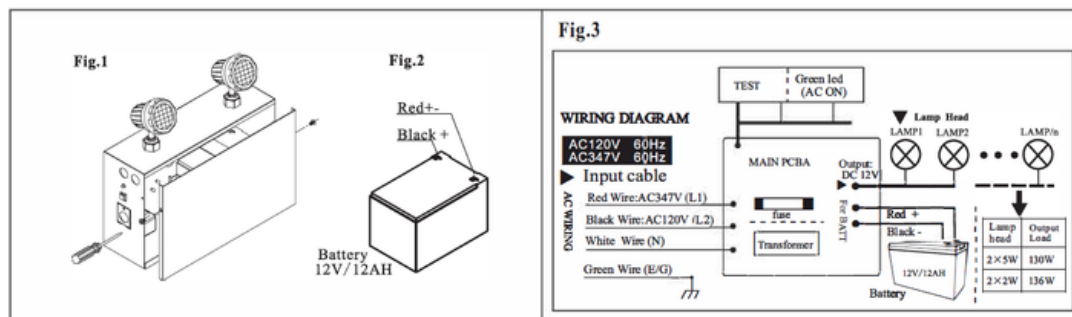 Fig.1
Fig.2
Red+-
Black +
Battery
12V/12AH
Fig.3
TEST
Green led
(AC ON)
WIRING DIAGRAM
AC120V 60Hz
AC347V 60Hz
▶ Input cable
AC WIRING
Red Wire:AC347V (L1)
Black Wire:AC120V (L2)
White Wire (N)
Green Wire (E/G)
MAIN PCBA
fuse
Transformer
Output:
DC 12V
For BATT
▼ Lamp Head
LAMP1
LAMP2
LAMP/n
Red +
Black -
12V/12AH
Battery
Lamp head Output Load
2×5W 130W
2×2W 136W